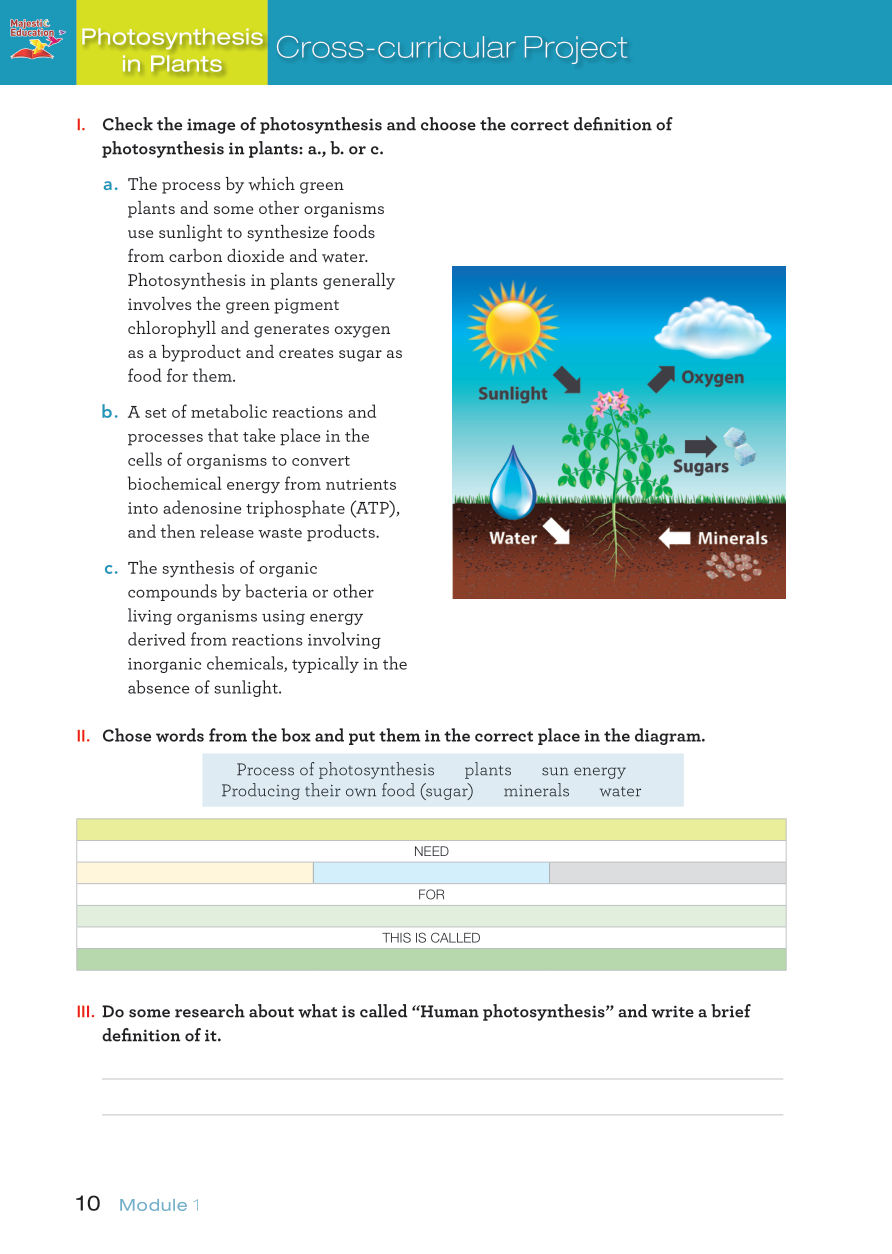 Majestic
Education
Photosynthesis
in Plants
Cross-curricular Project
I. Check the image of photosynthesis and choose the correct definition of
photosynthesis in plants: a., b. or c.
a. The process by which green
plants and some other organisms
use sunlight to synthesize foods
from carbon dioxide and water.
Photosynthesis in plants generally
involves the green pigment
chlorophyll and generates oxygen
as a byproduct and creates sugar as
food for them.
b. A set of metabolic reactions and
processes that take place in the
cells of organisms to convert
biochemical energy from nutrients
into adenosine triphosphate (ATP),
and then release waste products.
c. The synthesis of organic
compounds by bacteria or other
living organisms using energy
derived from reactions involving
inorganic chemicals, typically in the
absence of sunlight.
Sunlight
Oxygen
Sugars
Water
Minerals
II. Chose words from the box and put them in the correct place in the diagram.
Process of photosynthesis plants sun energy
Producing their own food (sugar) minerals water
NEED
FOR
THIS IS CALLED
III. Do some research about what is called “Human photosynthesis” and write a brief
definition of it.
10 Module 1